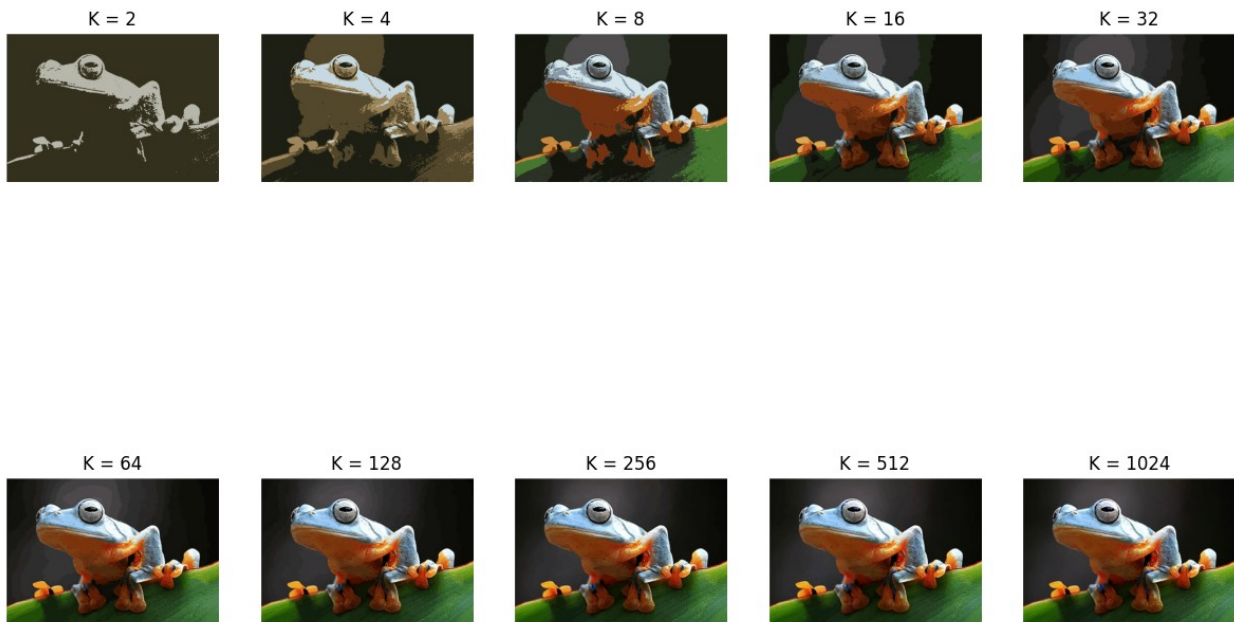 K = 2
K = 4
K = 8
K = 16
K = 32
K = 64
K = 128
K = 256
K = 512
K = 1024